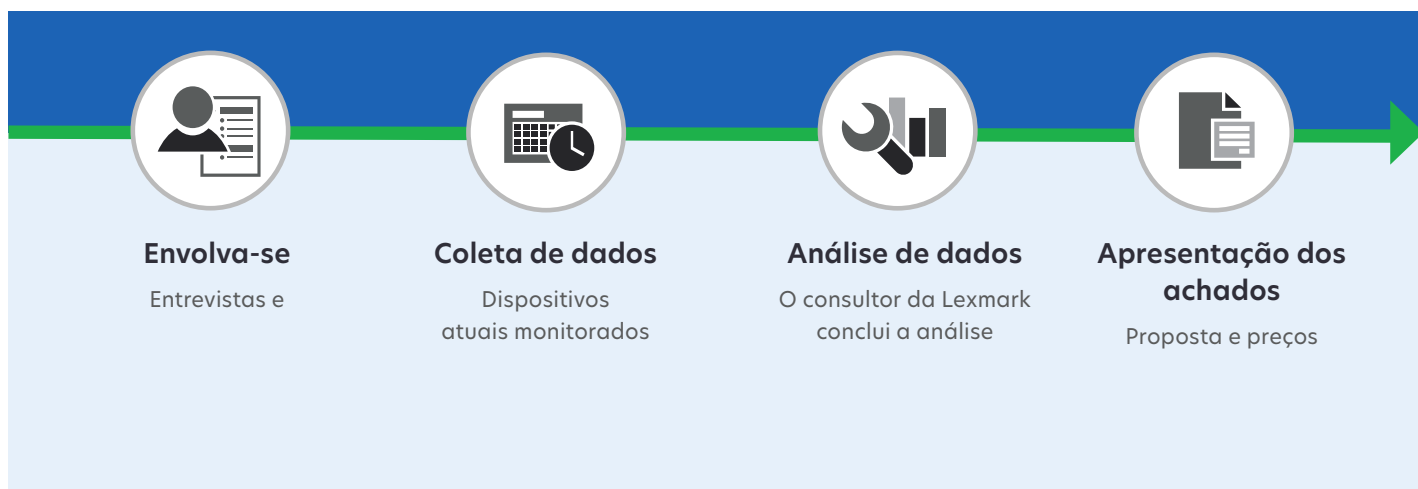 Envolva-se
Entrevistas e
Coleta de dados
Dispositivos
atuais monitorados
Análise de dados
O consultor da Lexmark
conclui a análise
Apresentação dos
achados
Proposta e preços